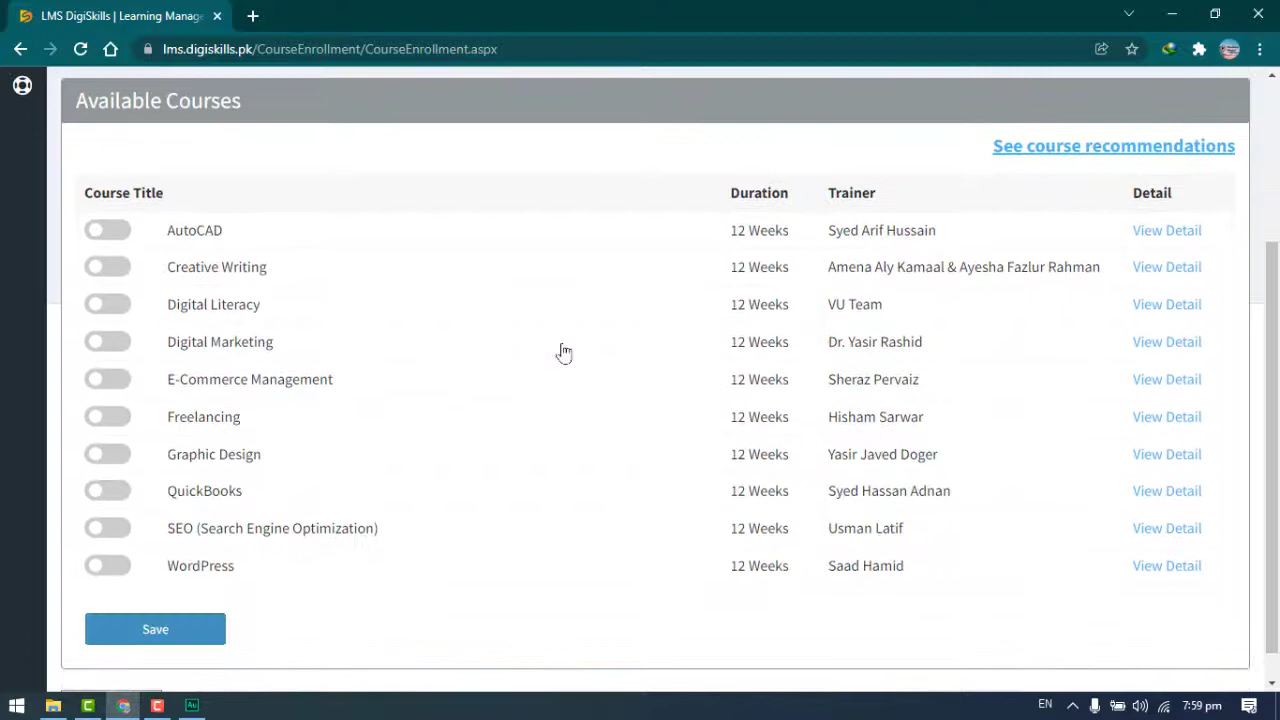 LMS DigiSkills | Learning Manag
lms.digiskills.pk/CourseEnrollment/CourseEnrollment.aspx
Available Courses
See course recommendations
Course Title Duration Trainer Detail
AutoCAD 12 Weeks Syed Arif Hussain View Detail
Creative Writing 12 Weeks Amena Aly Kamaal & Ayesha Fazlur Rahman View Detail
Digital Literacy 12 Weeks VU Team View Detail
Digital Marketing 12 Weeks Dr. Yasir Rashid View Detail
E-Commerce Management 12 Weeks Sheraz Pervaiz View Detail
Freelancing 12 Weeks Hisham Sarwar View Detail
Graphic Design 12 Weeks Yasir Javed Doger View Detail
QuickBooks 12 Weeks Syed Hassan Adnan View Detail
SEO (Search Engine Optimization) 12 Weeks Usman Latif View Detail
WordPress 12 Weeks Saad Hamid View Detail
Save
C C Au EN 7:59 pm